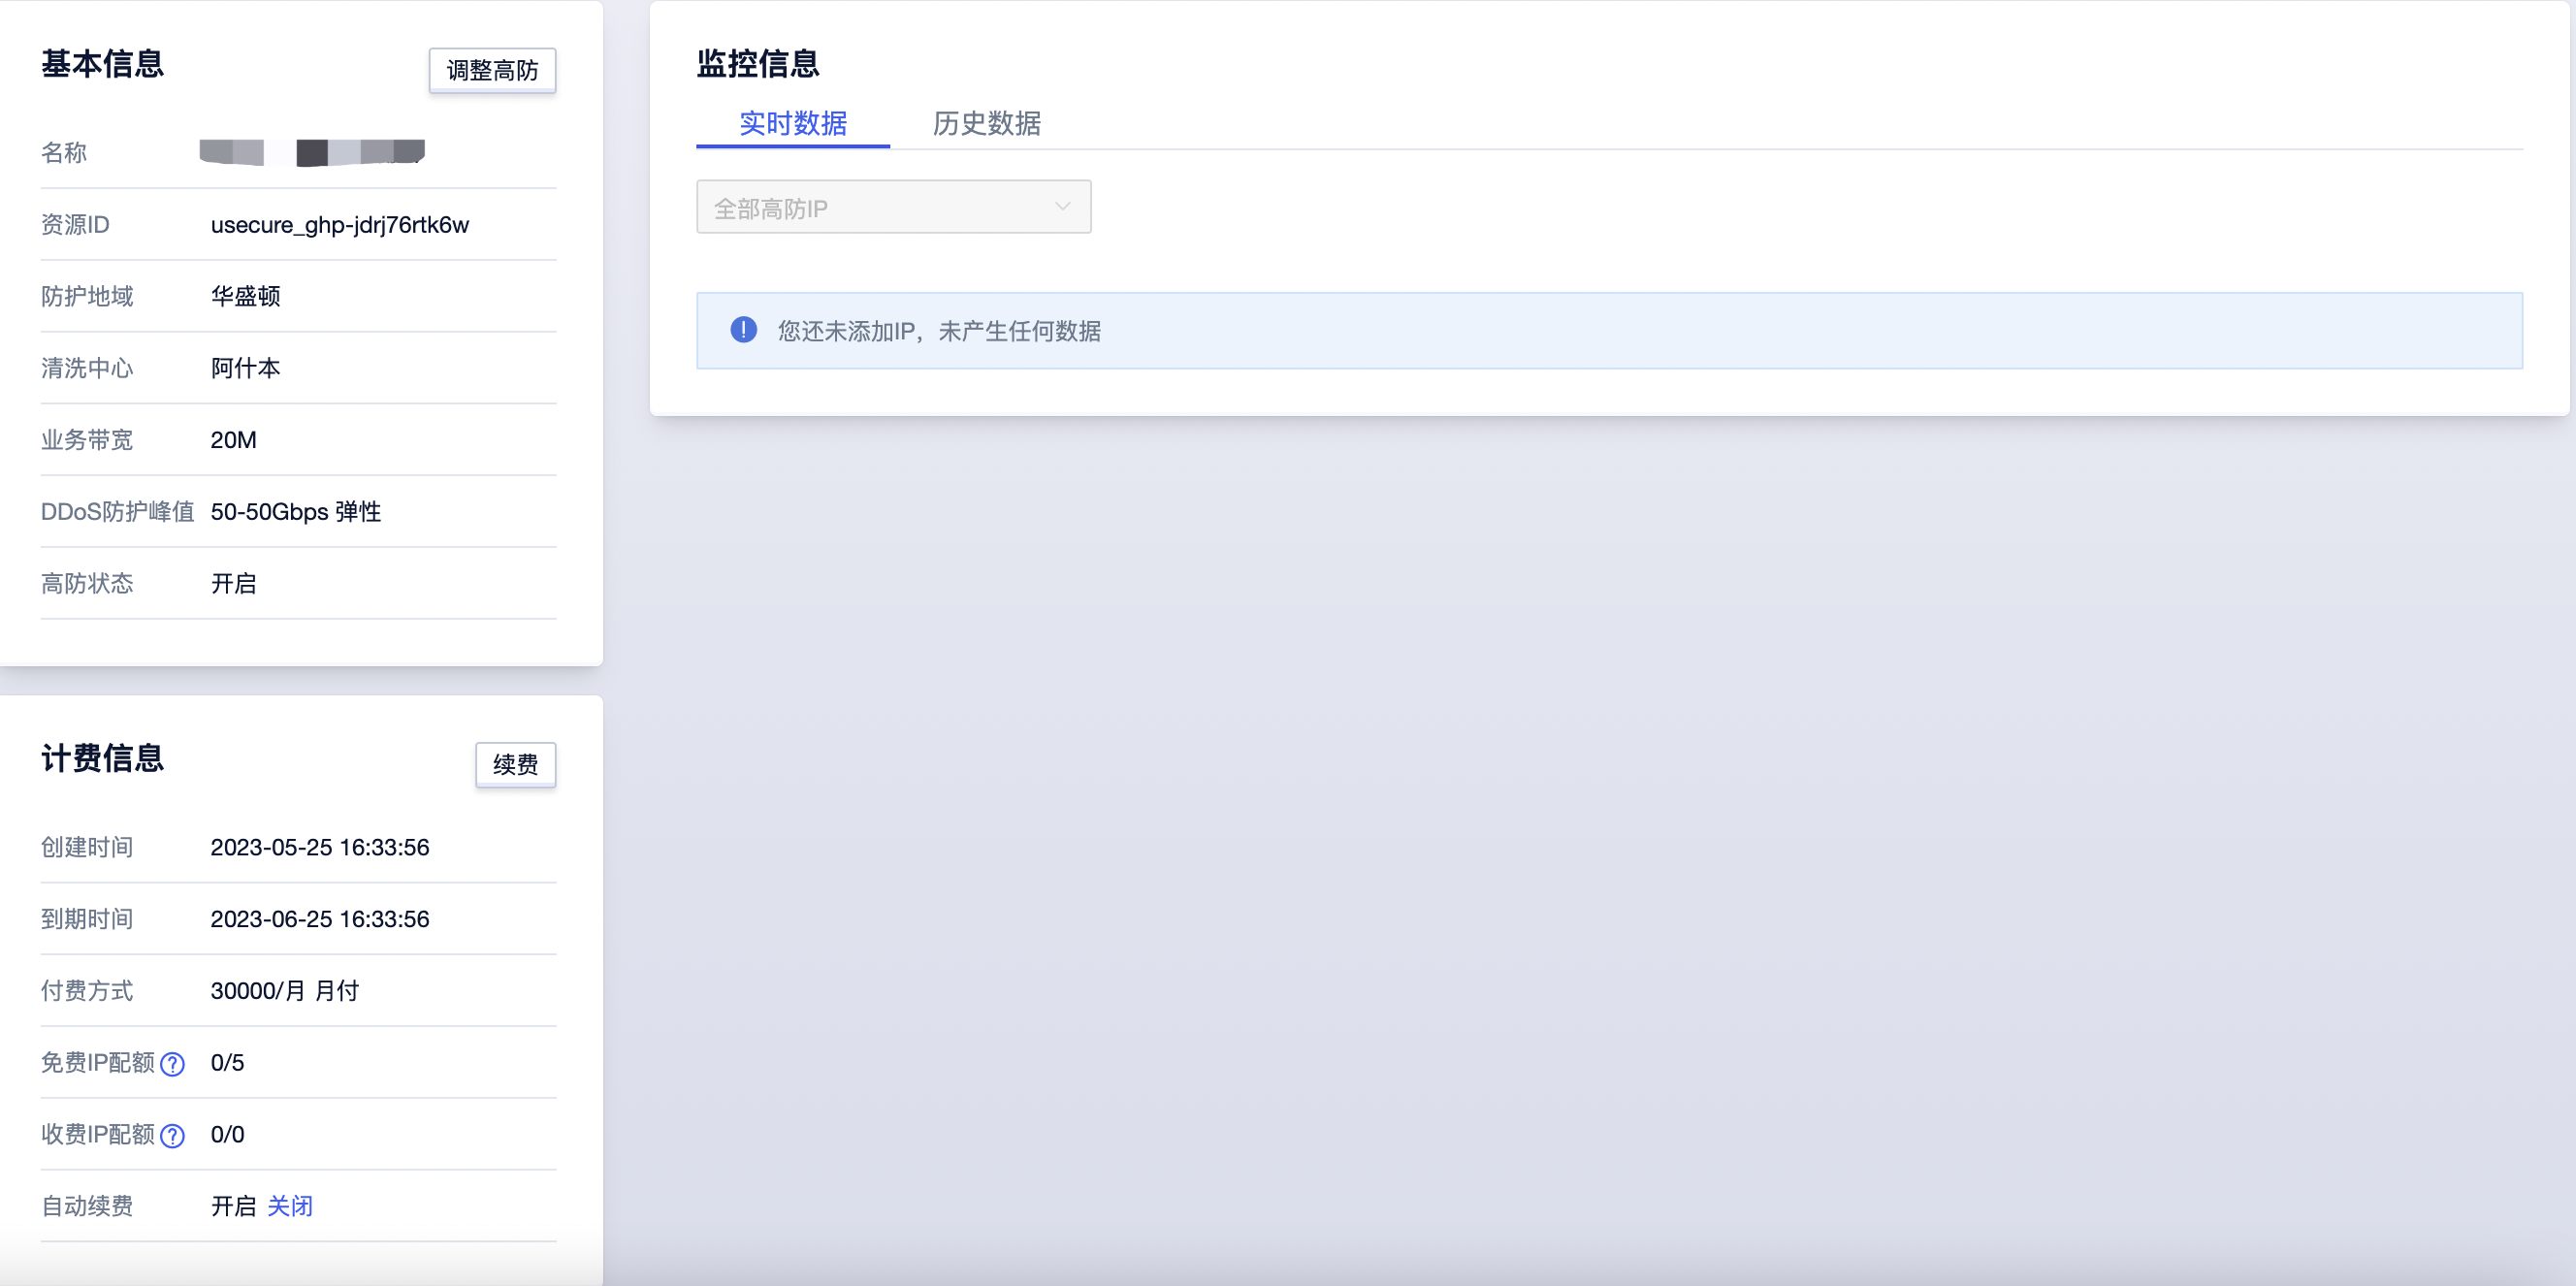 基本信息
调整高防
名称
资源ID usecure_ghp-jdrj76rtk6w
防护地域 华盛顿
清洗中心 阿什本
业务带宽 20M
DDoS防护峰值 50-50Gbps 弹性
高防状态 开启
计费信息
续费
创建时间 2023-05-25 16:33:56
到期时间 2023-06-25 16:33:56
付费方式 30000/月 月付
免费IP配额 ? 0/5
收费IP配额 ? 0/0
自动续费 开启 关闭
监控信息
实时数据 历史数据
全部高防IP
您还未添加IP，未产生任何数据